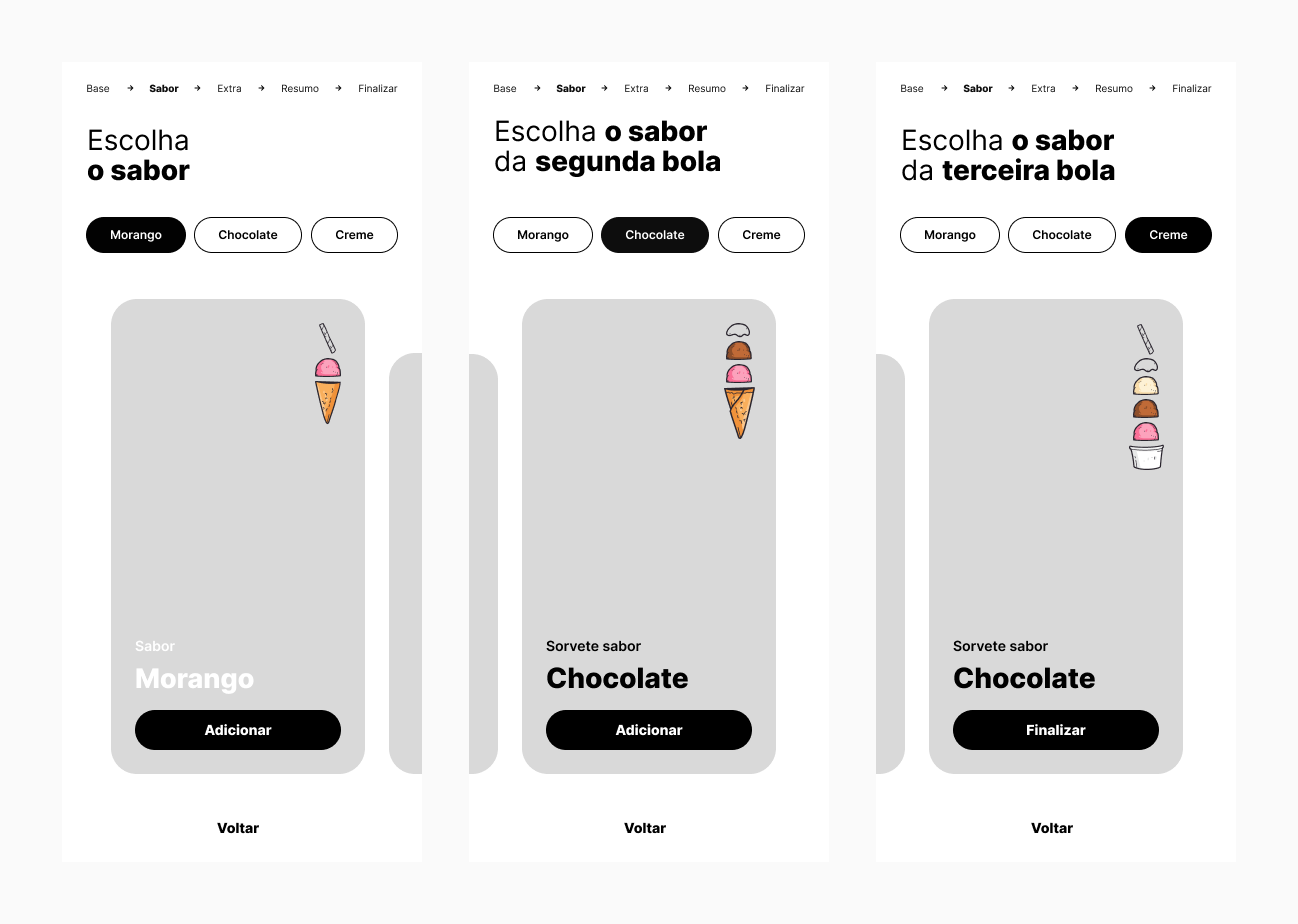 Base → Sabor → Extra → Resumo → Finalizar
Escolha
o sabor
Morango Chocolate Creme
Sabor
Morango
Adicionar
Voltar
Base → Sabor → Extra → Resumo → Finalizar
Escolha o sabor
da segunda bola
Morango Chocolate Creme
Sorvete sabor
Chocolate
Adicionar
Voltar
Base → Sabor → Extra → Resumo → Finalizar
Escolha o sabor
da terceira bola
Morango Chocolate Creme
Sorvete sabor
Chocolate
Finalizar
Voltar